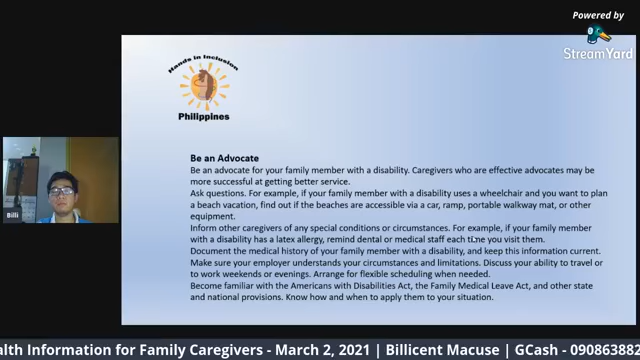 Powered by
StreamYard
Hands in Inclusion
Philippines
Be an Advocate
Be an advocate for your family member with a disability. Caregivers who are effective advocates may be
more successful at getting better service.
Ask questions. For example, if your family member with a disability uses a wheelchair and you want to plan
a beach vacation, find out if the beaches are accessible via a car, ramp, portable walkway mat, or other
equipment.
Inform other caregivers of any special conditions or circumstances. For example, if your family member
with a disability has a latex allergy, remind dental or medical staff each time you visit them.
Document the medical history of your family member with a disability, and keep this information current.
Make sure your employer understands your circumstances and limitations. Discuss your ability to travel or
to work weekends or evenings. Arrange for flexible scheduling when needed.
Become familiar with the Americans with Disabilities Act, the Family Medical Leave Act, and other state
and national provisions. Know how and when to apply them to your situation.
Billi
alth Information for Family Caregivers - March 2, 2021 | Billicent Macuse | GCash - 090863882